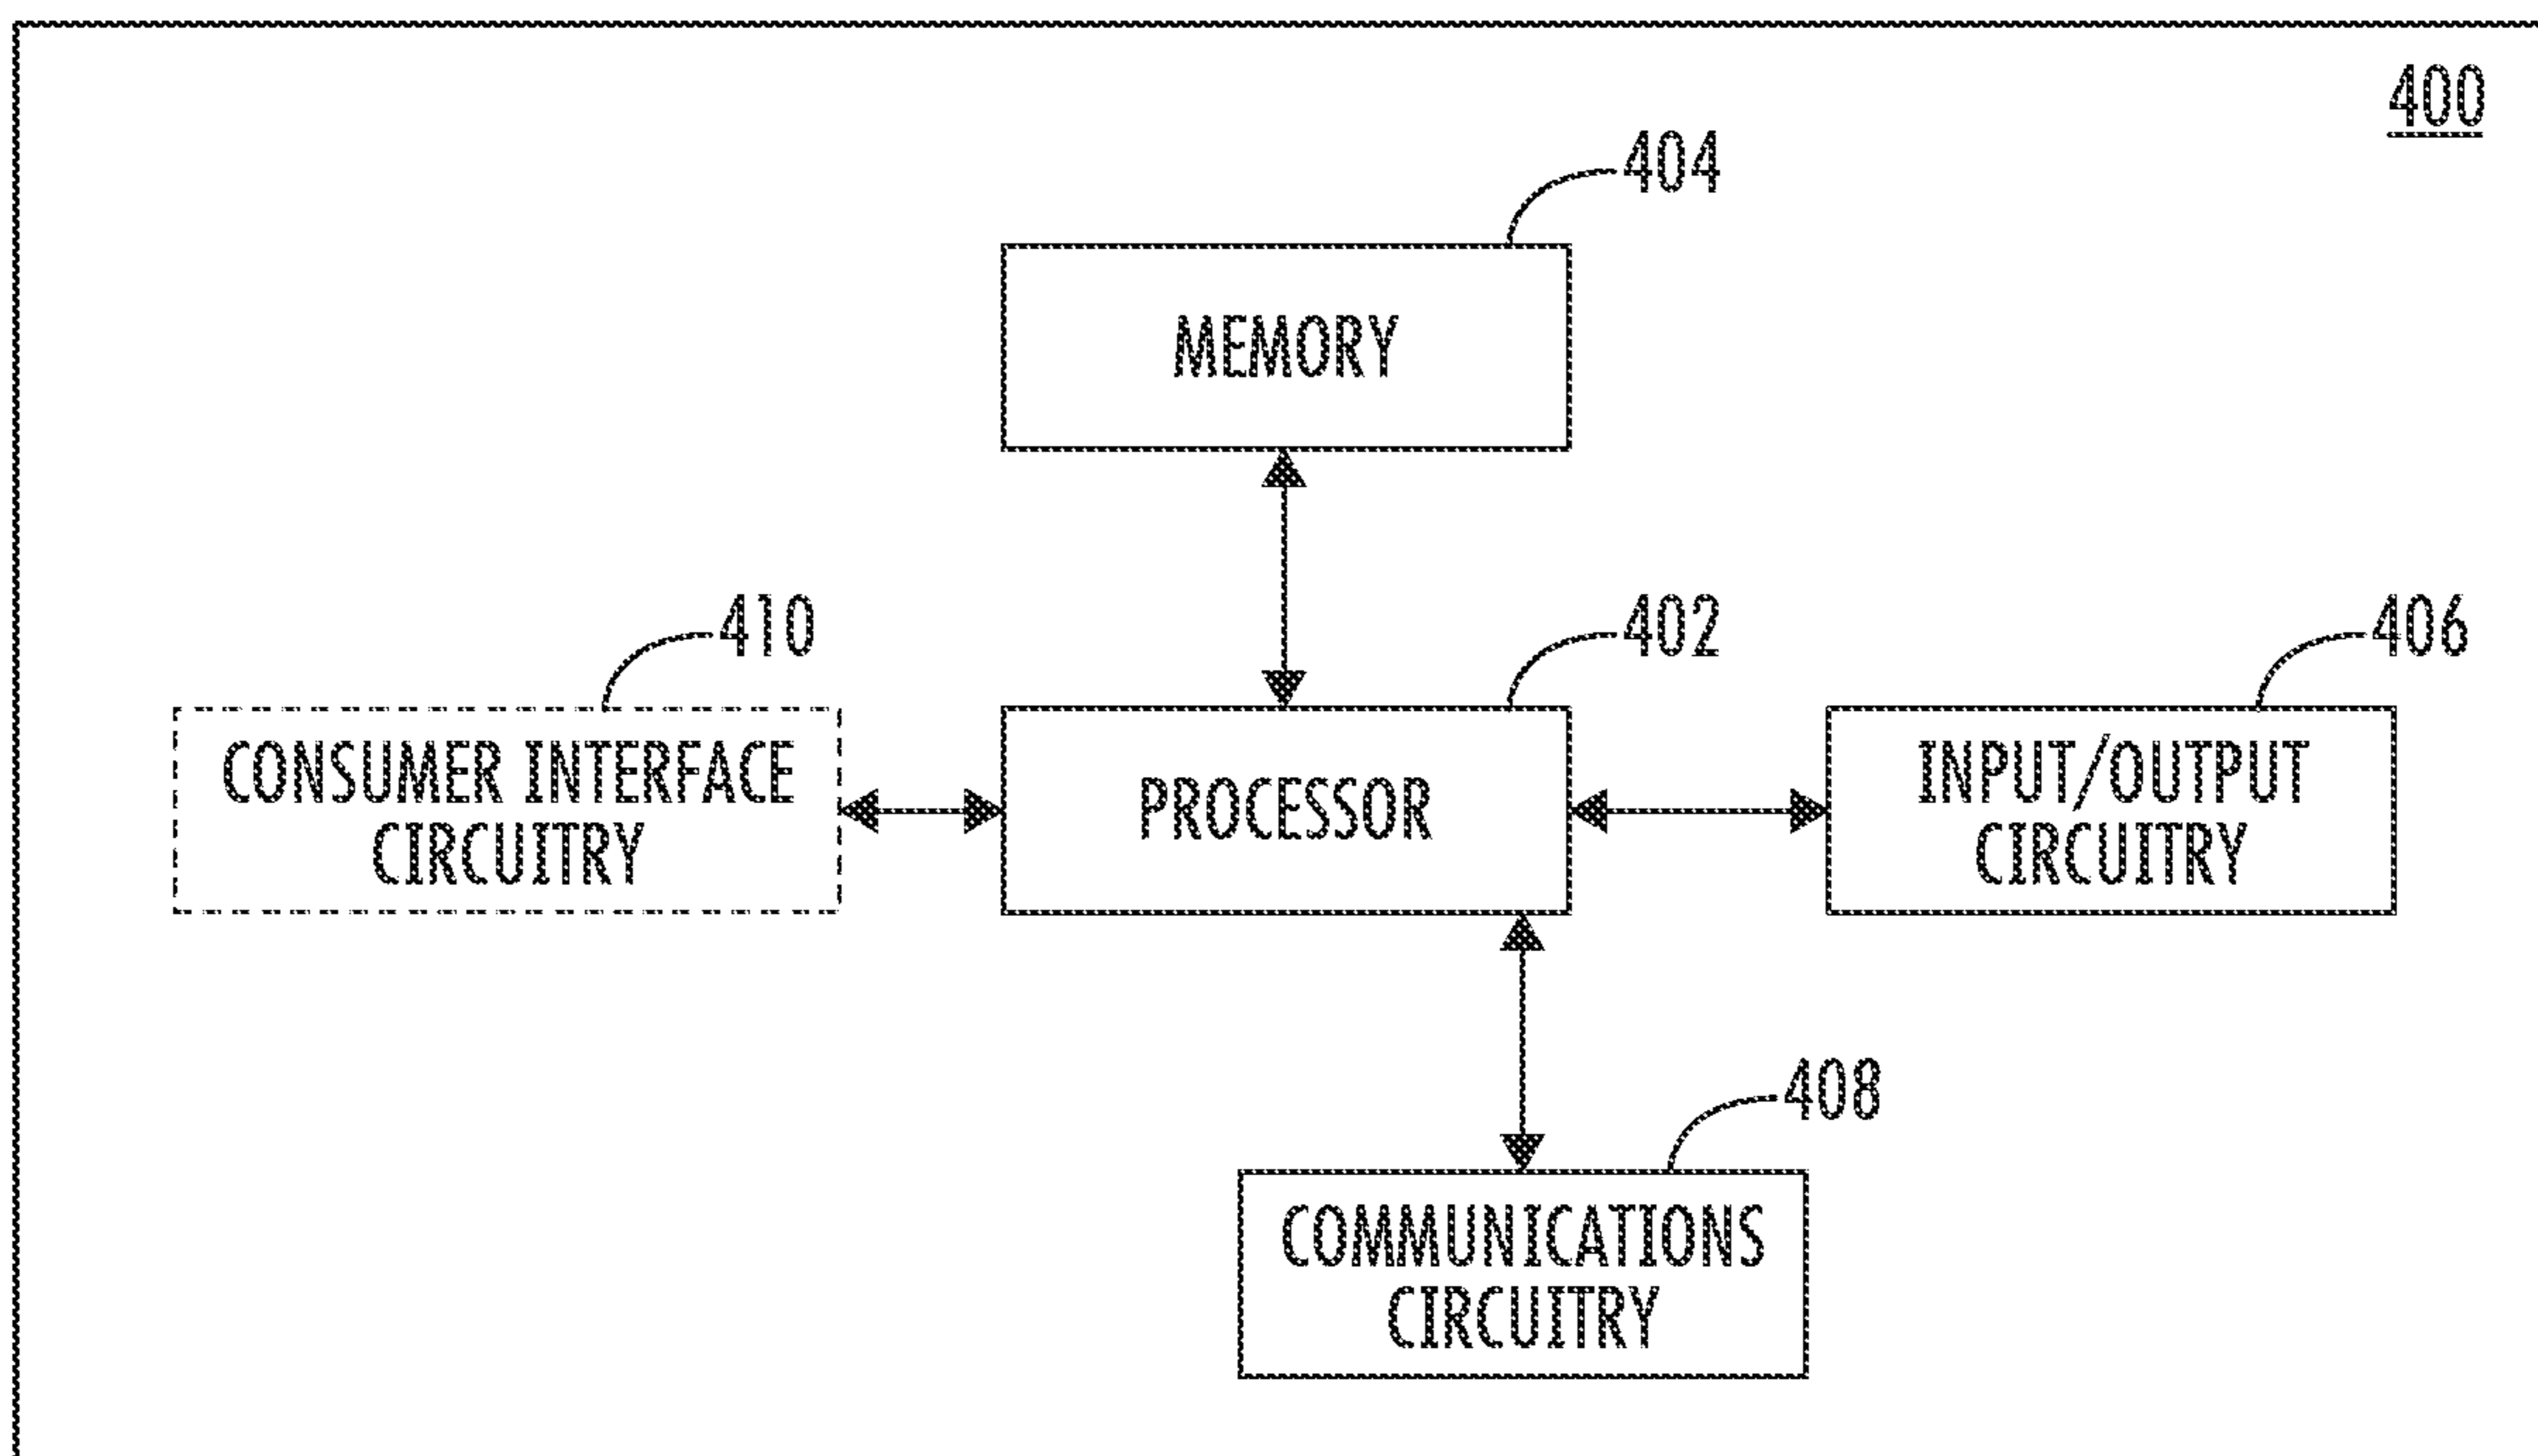 400
404
MEMORY
410
402
406
CONSUMER INTERFACE
CIRCUITRY
PROCESSOR
INPUT/OUTPUT
CIRCUITRY
408
COMMUNICATIONS
CIRCUITRY